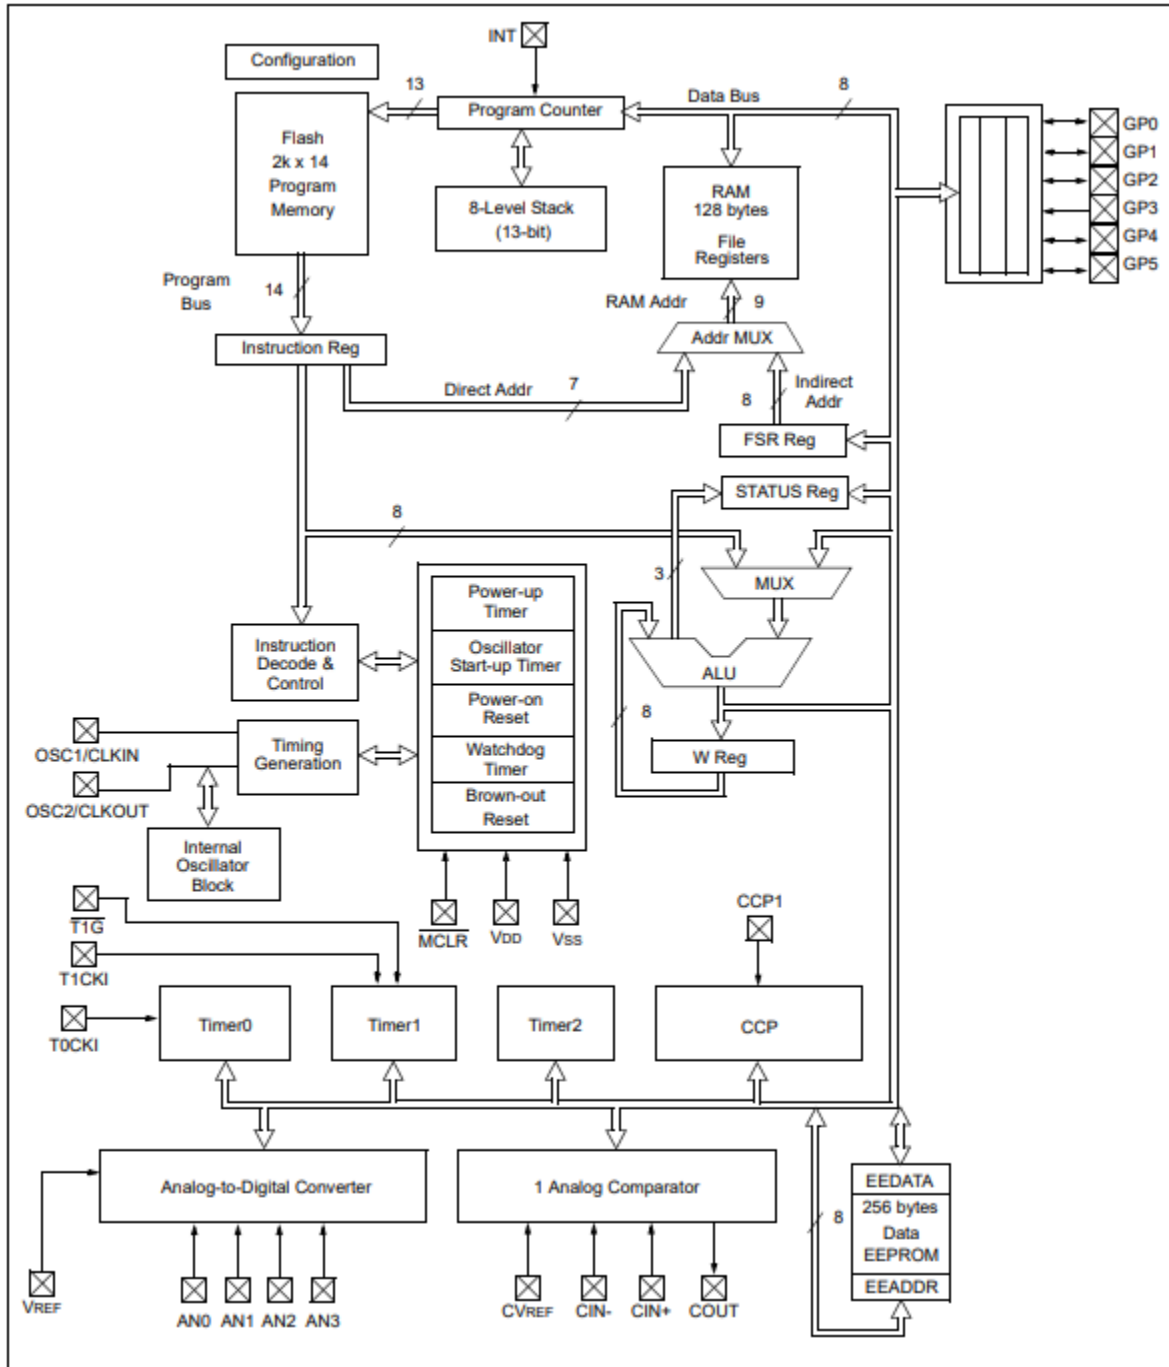 INT
Configuration
13
Program Counter
Data Bus
8
Flash
2k x 14
Program
Memory
8-Level Stack
(13-bit)
RAM
128 bytes
File
Registers
GP0
GP1
GP2
GP3
GP4
GP5
Program
Bus
14
RAM Addr
9
Addr MUX
Instruction Reg
Direct Addr
7
8
Indirect
Addr
FSR Reg
STATUS Reg
8
3
MUX
Power-up
Timer
Oscillator
Start-up Timer
Power-on
Reset
Watchdog
Timer
Brown-out
Reset
Instruction
Decode &
Control
ALU
8
W Reg
OSC1/CLKIN
OSC2/CLKOUT
Timing
Generation
Internal
Oscillator
Block
T1G
T1CKI
T0CKI
MCLR
VDD
VSS
CCP1
Timer0
Timer1
Timer2
CCP
Analog-to-Digital Converter
1 Analog Comparator
EEDATA
256 bytes
Data
EEPROM
EEADDR
8
VREF
AN0 AN1 AN2 AN3
CVREF
CIN-
CIN+
COUT